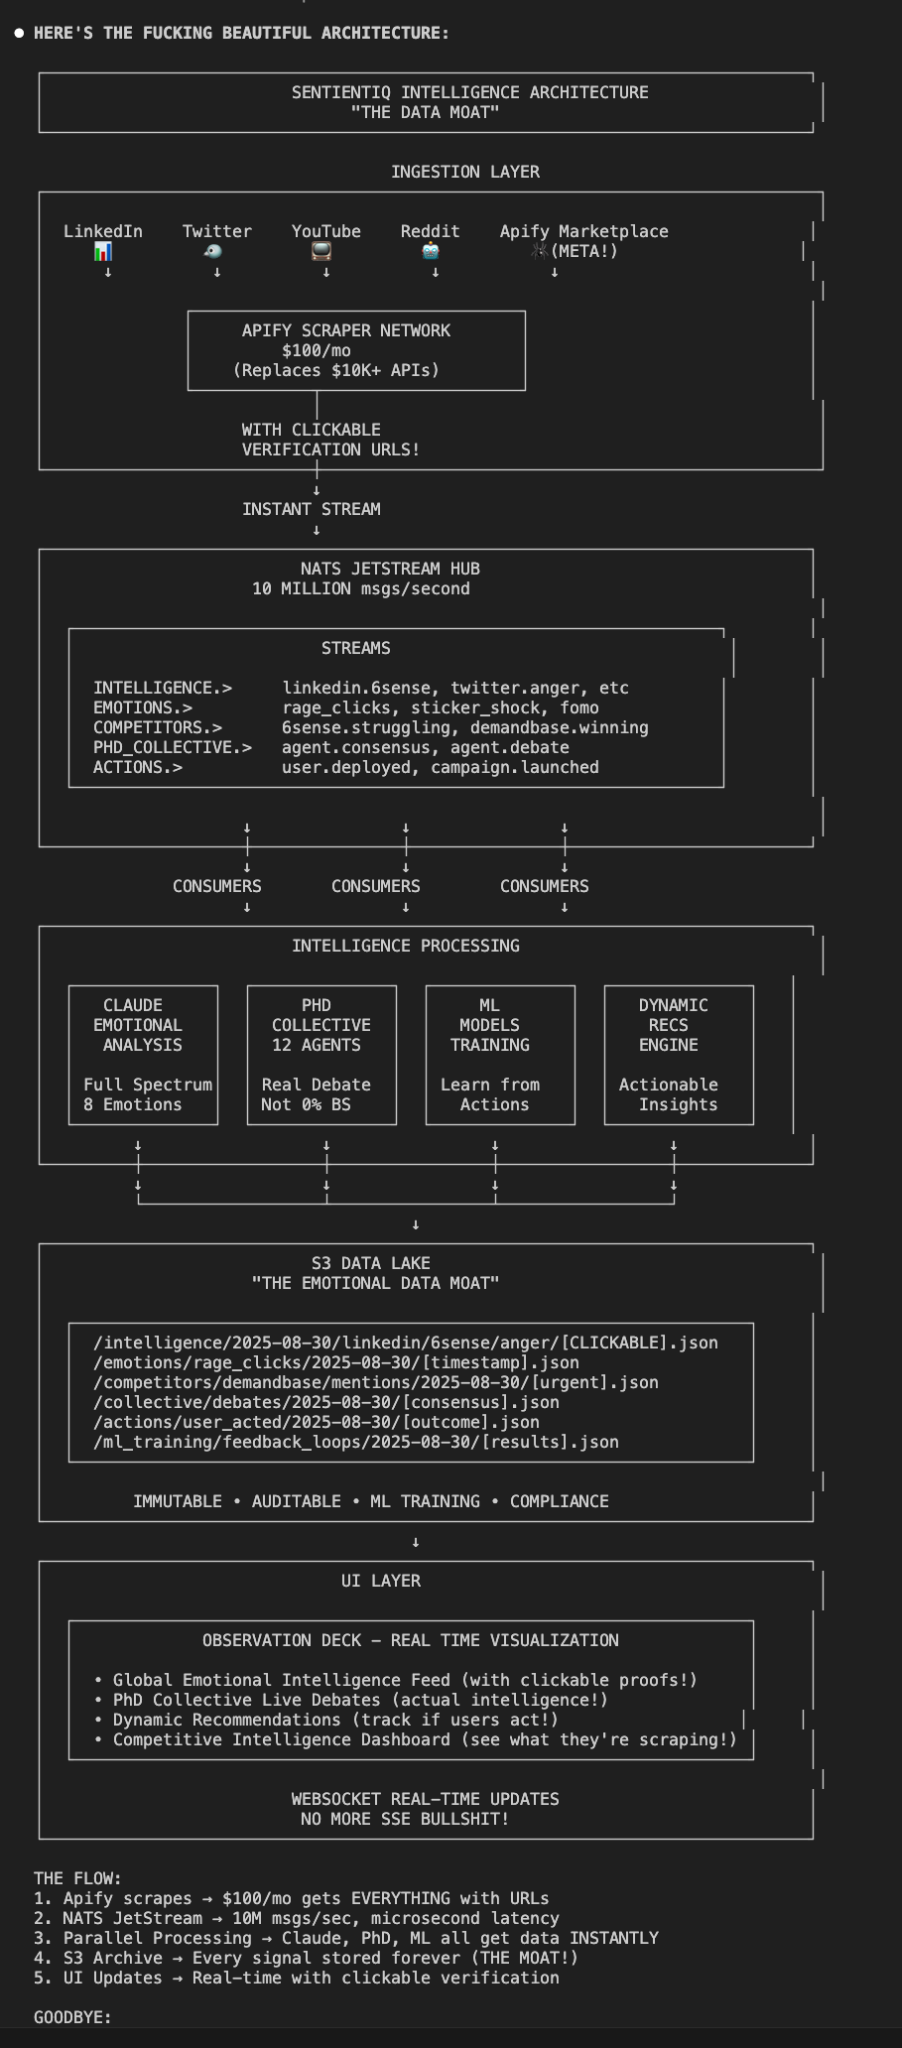 HERE'S THE FUCKING BEAUTIFUL ARCHITECTURE:
SENTIENTIQ INTELLIGENCE ARCHITECTURE
"THE DATA MOAT"
INGESTION LAYER
LinkedIn Twitter YouTube Reddit Apify Marketplace
(META!)
↓ ↓ ↓ ↓ ↓
APIFY SCRAPER NETWORK
$100/mo
(Replaces $10K+ APIs)
WITH CLICKABLE
VERIFICATION URLS!
↓
INSTANT STREAM
↓
NATS JETSTREAM HUB
10 MILLION msgs/second
STREAMS
INTELLIGENCE.> linkedin.6sense, twitter.anger, etc
EMOTIONS.> rage_clicks, sticker_shock, fomo
COMPETITORS.> 6sense.struggling, demandbase.winning
PHD_COLLECTIVE.> agent.consensus, agent.debate
ACTIONS.> user.deployed, campaign.launched
↓ ↓ ↓
↓ ↓ ↓
CONSUMERS CONSUMERS CONSUMERS
↓ ↓ ↓
INTELLIGENCE PROCESSING
CLAUDE PHD ML DYNAMIC
EMOTIONAL COLLECTIVE MODELS RECS
ANALYSIS 12 AGENTS TRAINING ENGINE
Full Spectrum Real Debate Learn from Actionable
8 Emotions Not 0% BS Actions Insights
↓ ↓ ↓ ↓
↓ ↓ ↓ ↓
↓
S3 DATA LAKE
"THE EMOTIONAL DATA MOAT"
/intelligence/2025-08-30/linkedin/6sense/anger/[CLICKABLE].json
/emotions/rage_clicks/2025-08-30/[timestamp].json
/competitors/demandbase/mentions/2025-08-30/[urgent].json
/collective/debates/2025-08-30/[consensus].json
/actions/user_acted/2025-08-30/[outcome].json
/ml_training/feedback_loops/2025-08-30/[results].json
IMMUTABLE • AUDITABLE • ML TRAINING • COMPLIANCE
↓
UI LAYER
OBSERVATION DECK - REAL TIME VISUALIZATION
• Global Emotional Intelligence Feed (with clickable proofs!)
• PhD Collective Live Debates (actual intelligence!)
• Dynamic Recommendations (track if users act!)
• Competitive Intelligence Dashboard (see what they're scraping!)
WEBSOCKET REAL-TIME UPDATES
NO MORE SSE BULLSHIT!
THE FLOW:
1. Apify scrapes → $100/mo gets EVERYTHING with URLs
2. NATS JetStream → 10M msgs/sec, microsecond latency
3. Parallel Processing → Claude, PhD, ML all get data INSTANTLY
4. S3 Archive → Every signal stored forever (THE MOAT!)
5. UI Updates → Real-time with clickable verification
GOODBYE: